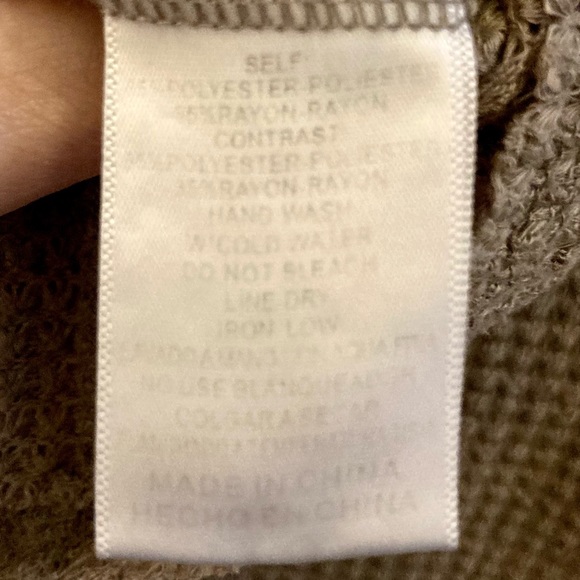 SELF:
POLYESTER-POLIESTER
RAYON-RAYON
CONTRAST
POLYESTER-POLIESTER
35%RAYON-RAYON
HAND WASH
W/COLD WATER
DO NOT BLEACH
LINE DRY
IRON LOW
NO USE BLANQUEADOR
COLGAR A SECAR
MADE IN CHINA
HECHO EN CHINA